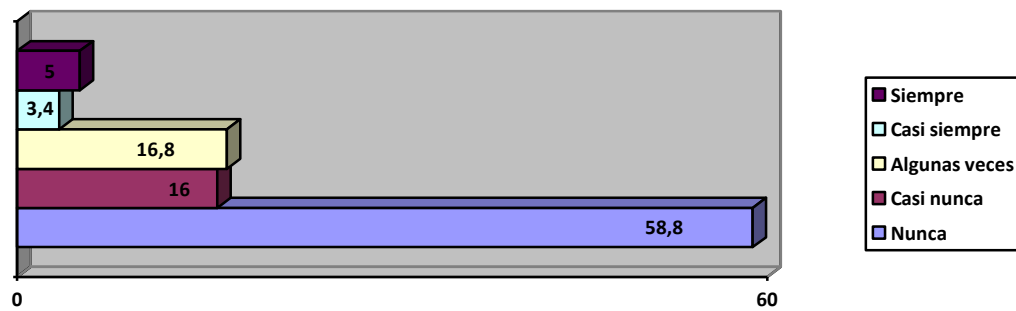 5
3,4
16,8
16
58,8
0
60
Siempre
Casi siempre
Algunas veces
Casi nunca
Nunca